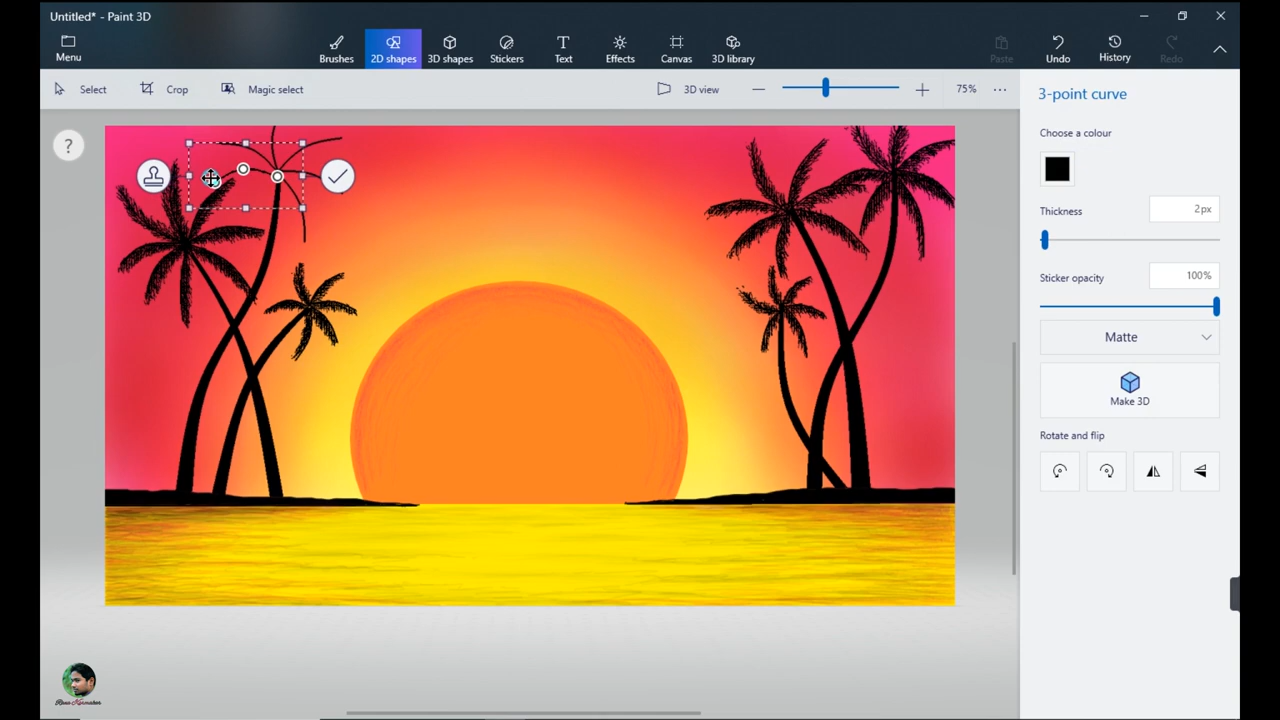 Untitled* - Paint 3D
Menu
Brushes
2D shapes
3D shapes
Stickers
Text
Effects
Canvas
3D library
Paste
Undo
History
Redo
Select
Crop
Magic select
3D view
75%
3-point curve
?
Choose a colour
Thickness
2px
Sticker opacity
100%
Matte
Make 3D
Rotate and flip